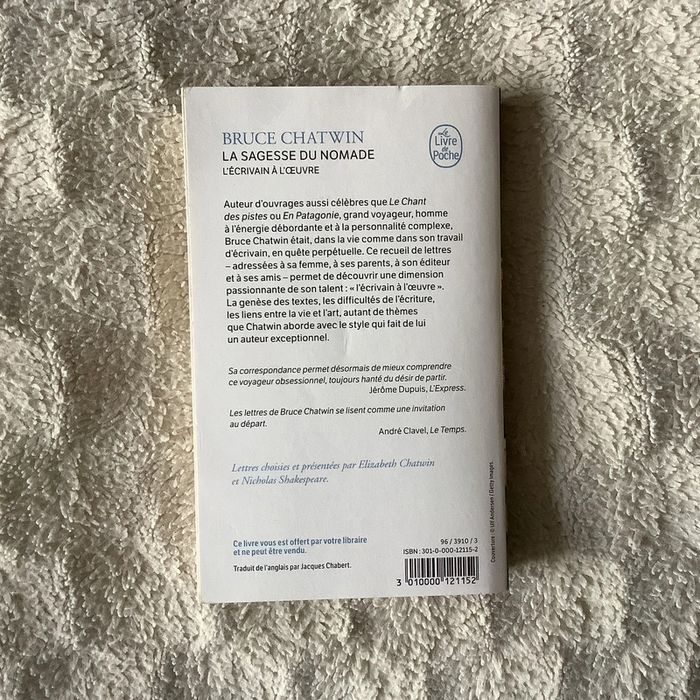 BRUCE CHATWIN
LA SAGESSE DU NOMADE
L'ÉCRIVAIN À L'ŒUVRE
Le
Livre
de
Poche
Auteur d'ouvrages aussi célèbres que Le Chant
des pistes ou En Patagonie, grand voyageur, homme
à l'énergie débordante et à la personnalité complexe,
Bruce Chatwin était, dans la vie comme dans son travail
d'écrivain, en quête perpétuelle. Ce recueil de lettres
– adressées à sa femme, à ses parents, à son éditeur
et à ses amis – permet de découvrir une dimension
passionnante de son talent : « l'écrivain à l'œuvre ».
La genèse des textes, les difficultés de l'écriture,
les liens entre la vie et l'art, autant de thèmes
que Chatwin aborde avec le style qui fait de lui
un auteur exceptionnel.
Sa correspondance permet désormais de mieux comprendre
ce voyageur obsessionnel, toujours hanté du désir de partir.
Jérôme Dupuis, L'Express.
Les lettres de Bruce Chatwin se lisent comme une invitation
au départ.
André Clavel, Le Temps.
Lettres choisies et présentées par Elizabeth Chatwin
et Nicholas Shakespeare.
Ce livre vous est offert par votre libraire
et ne peut être vendu.
Traduit de l'anglais par Jacques Chabert.
96 / 3910 / 3
ISBN : 301-0-000-12115-2
3 010000 121152
Couverture : © Ulf Andersen / Getty Images.